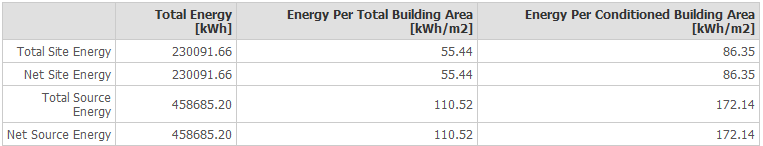 Total Energy [kWh] Energy Per Total Building Area [kWh/m2] Energy Per Conditioned Building Area [kWh/m2]
Total Site Energy 230091.66 55.44 86.35
Net Site Energy 230091.66 55.44 86.35
Total Source Energy 458685.20 110.52 172.14
Net Source Energy 458685.20 110.52 172.14